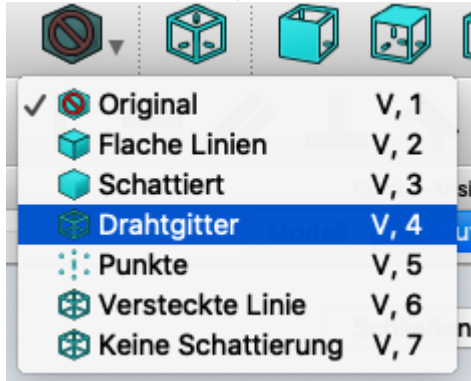 Original V, 1
Flache Linien V, 2
Schattiert V, 3
Drahtgitter V, 4
Punkte V, 5
Versteckte Linie V, 6
Keine Schattierung V, 7